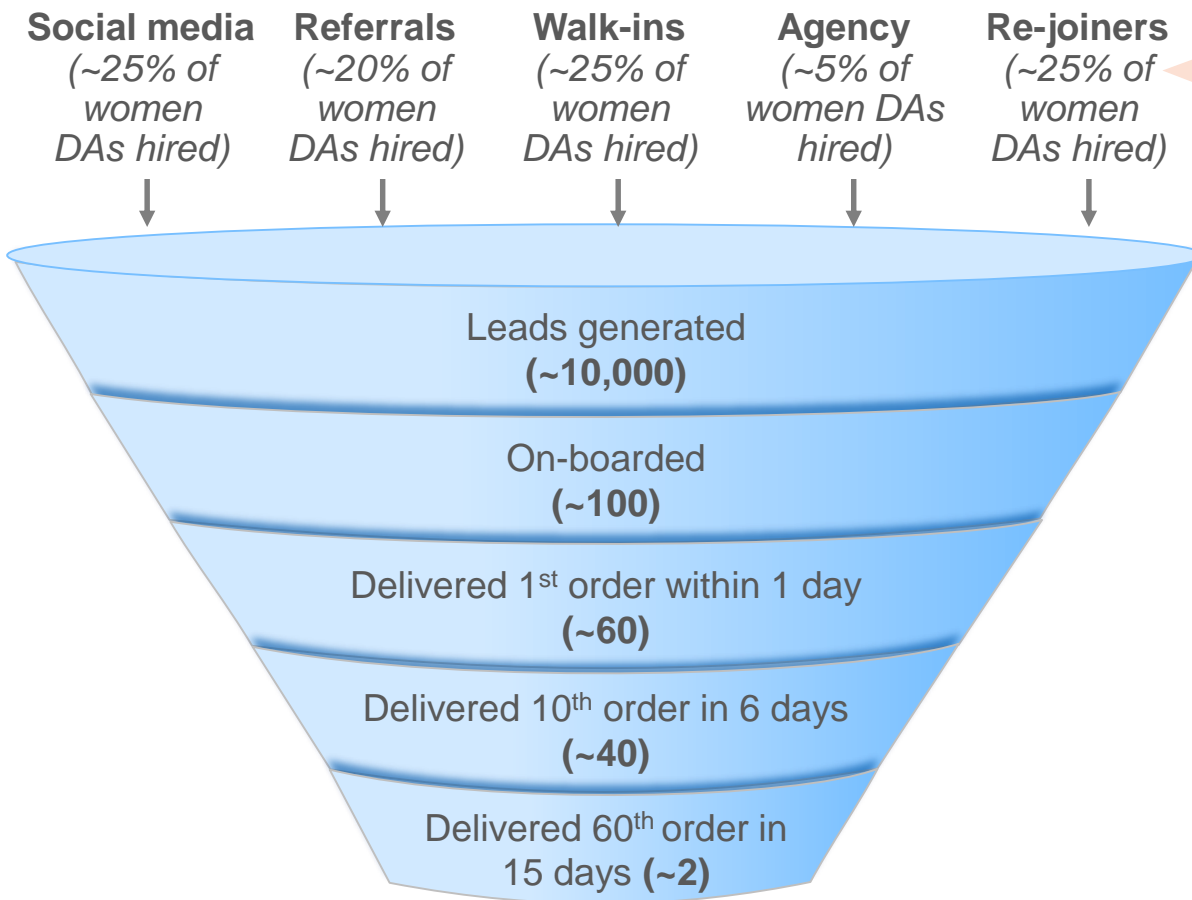 Social media
(~25% of
women
DAs hired)
Referrals
(~20% of
women
DAs hired)
Walk-ins
(~25% of
women
DAs hired)
Agency
(~5% of
women DAs
hired)
Re-joiners
(~25% of
women
DAs hired)
Leads generated
(~10,000)
On-boarded
(~100)
Delivered 1st order within 1 day
(~60)
Delivered 10th order in 6 days
(~40)
Delivered 60th order in
15 days (~2)